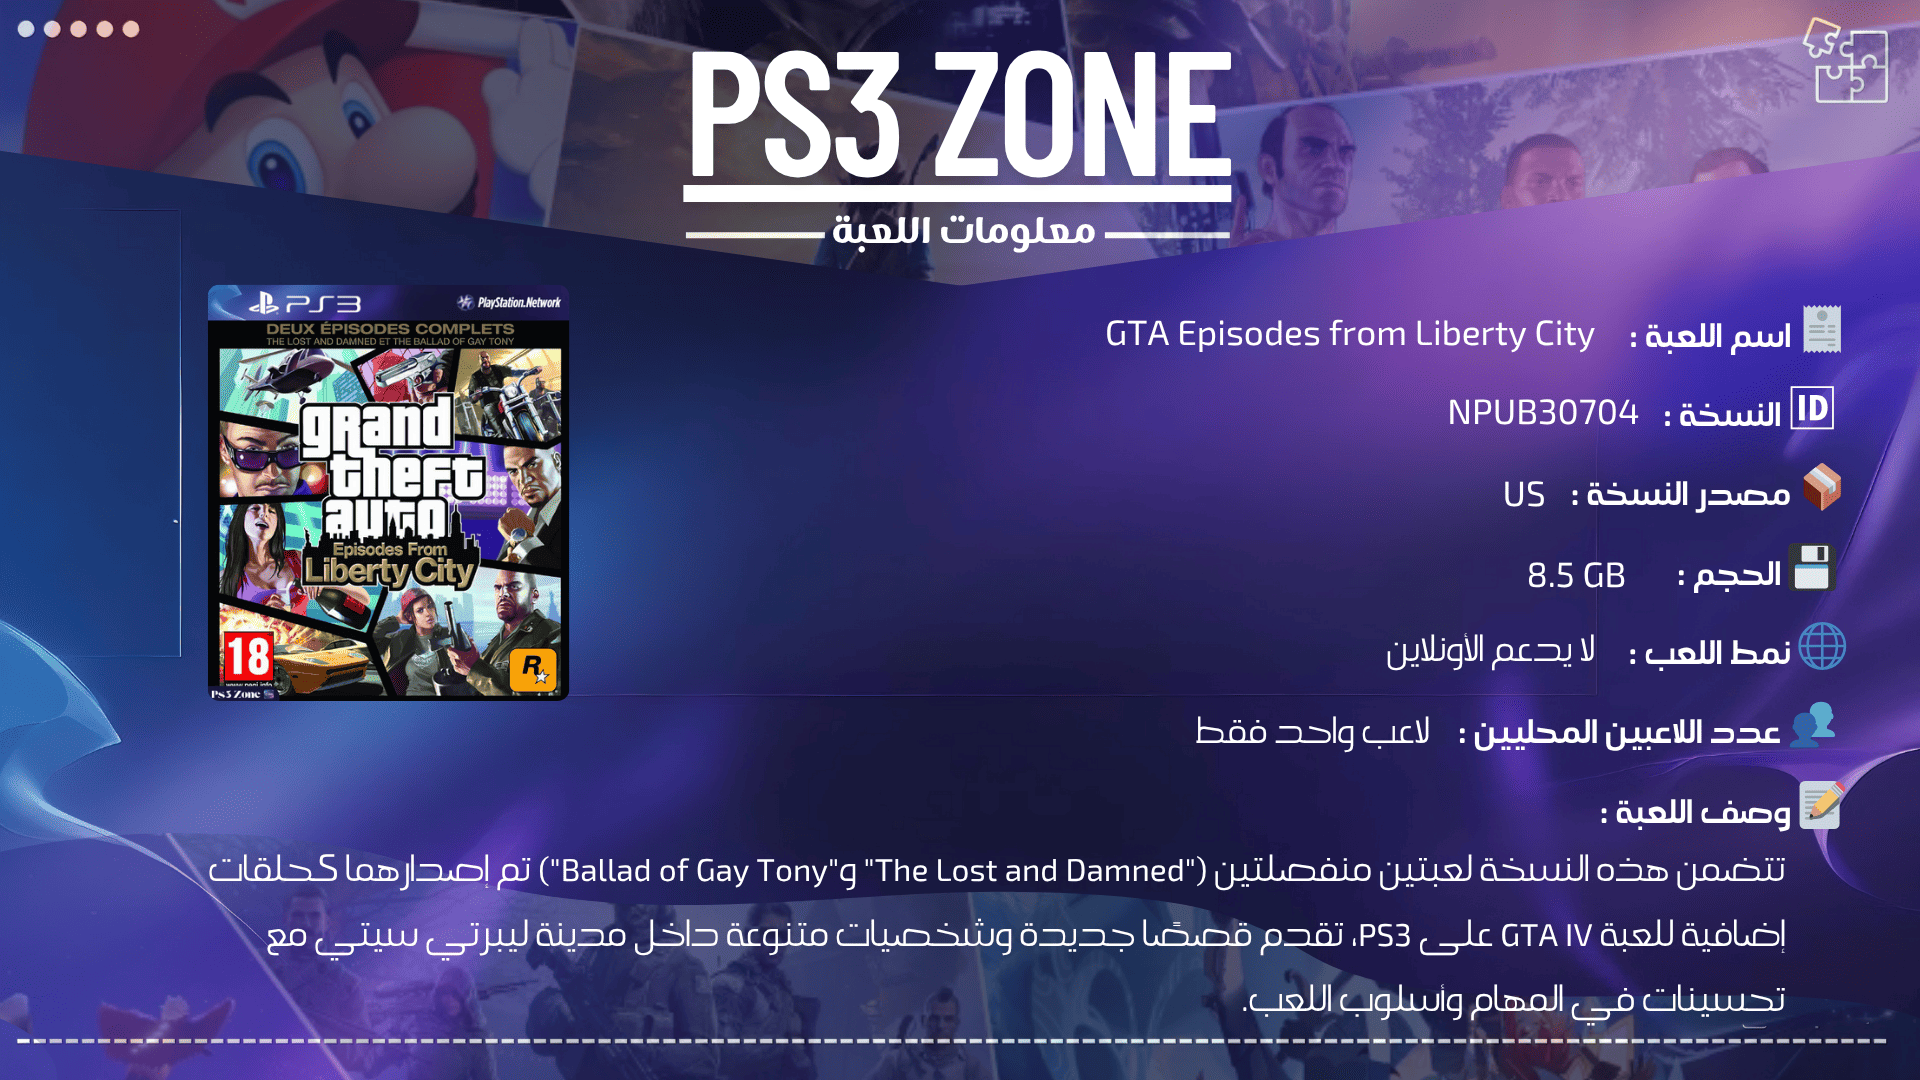 PS3 ZONE
معلومات اللعبة
PS3 PlayStation.Network
DEUX ÉPISODES COMPLETS
THE LOST AND DAMNED ET THE BALLAD OF GAY TONY
grand
theft
auto
Episodes From
Liberty City
18
www.pegi.info
R
Ps3 Zone
اسم اللعبة : GTA Episodes from Liberty City
ID النسخة : NPUB30704
مصدر النسخة : US
الحجم : 8.5 GB
نمط اللعب : لا يدعم الأونلاين
عدد اللاعبين المحليين : لاعب واحد فقط
وصف اللعبة :
تتضمن هذه النسخة لعبتين منفصلتين ("The Lost and Damned" و"Ballad of Gay Tony") تم إصدارهما كحلقات
إضافية للعبة GTA IV على PS3، تقدم قصصًا جديدة وشخصيات متنوعة داخل مدينة ليبرتي سيتي مع
تحسينات في المهام وأسلوب اللعب.